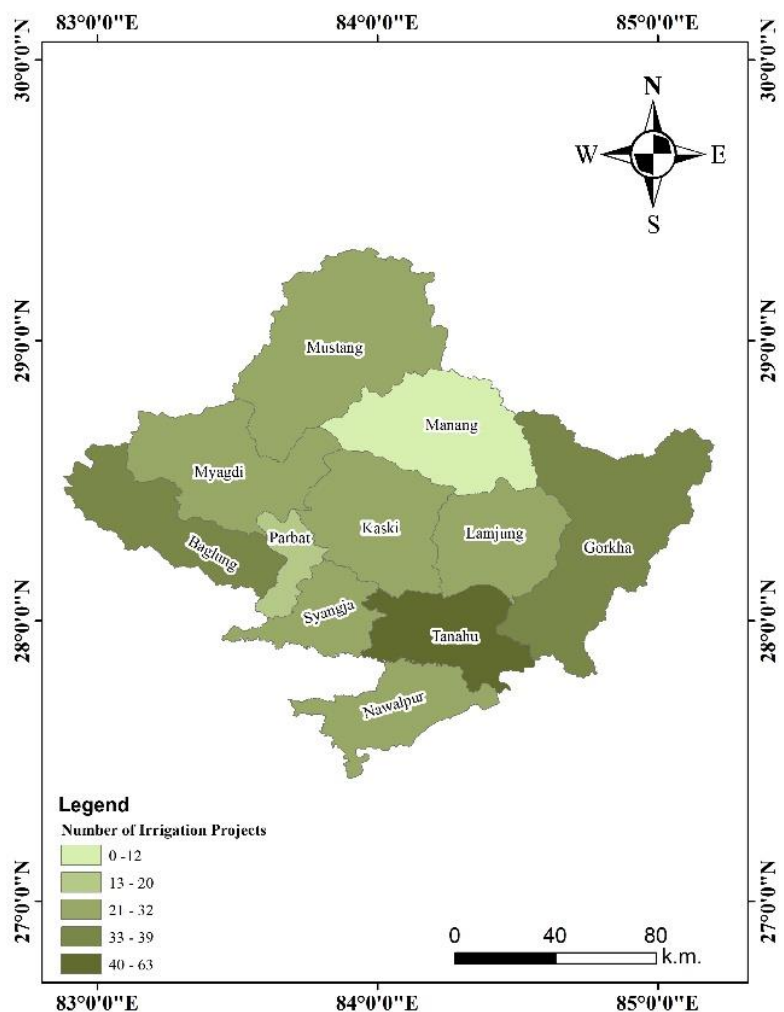 83°0'0"E 84°0'0"E 85°0'0"E
30°0'0"N 30°0'0"N
N
W E
S
29°0'0"N 29°0'0"N
Mustang
Manang
Myagdi
Kaski
Lamjung
Parbat
Gorkha
Baglung
Syangja
28°0'0"N 28°0'0"N
Tanahu
Nawalpur
Legend
Number of Irrigation Projects
0 -12
13 - 20
21 - 32
33 - 39
40 - 63
27°0'0"N 27°0'0"N
0 40 80
k.m.
83°0'0"E 84°0'0"E 85°0'0"E